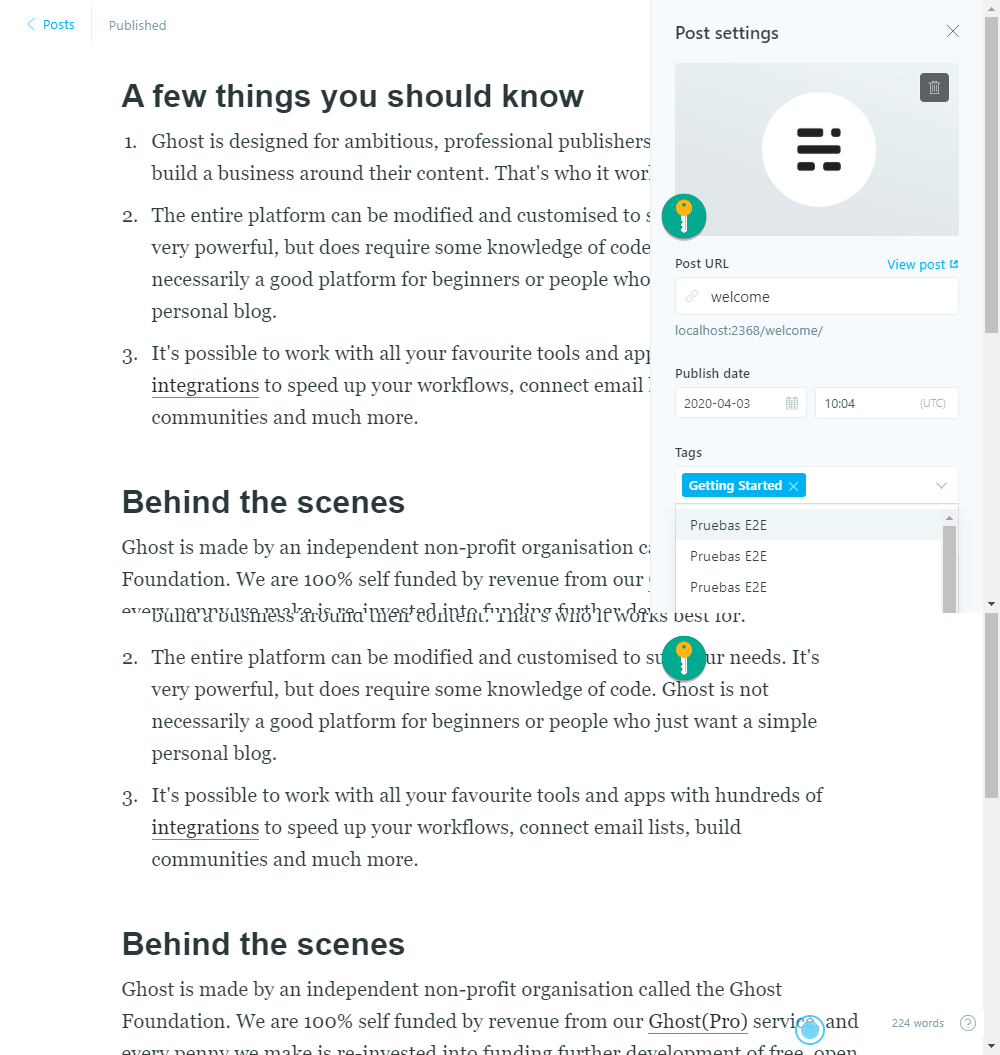 Posts
Published
A few things you should know
1. Ghost is designed for ambitious, professional publishers
build a business around their content. That's who it wor
2. The entire platform can be modified and customised to s
very powerful, but does require some knowledge of code
necessarily a good platform for beginners or people who
personal blog.
3. It's possible to work with all your favourite tools and app
integrations to speed up your workflows, connect email
communities and much more.
Behind the scenes
Ghost is made by an independent non-profit organisation ca
Foundation. We are 100% self funded by revenue from our
every penny we make is re-invested into funding further dev
Post settings
Post URL
View post
welcome
localhost:2368/welcome/
Publish date
2020-04-03
10:04
(UTC)
Tags
Getting Started
Pruebas E2E
Pruebas E2E
Pruebas E2E
build a business around their content. That's who it works best for.
2. The entire platform can be modified and customised to su ur needs. It's
very powerful, but does require some knowledge of code. Ghost is not
necessarily a good platform for beginners or people who just want a simple
personal blog.
3. It's possible to work with all your favourite tools and apps with hundreds of
integrations to speed up your workflows, connect email lists, build
communities and much more.
Behind the scenes
Ghost is made by an independent non-profit organisation called the Ghost
Foundation. We are 100% self funded by revenue from our Ghost(Pro) service and
every penny we make is re-invested into funding further development of free, open
224 words